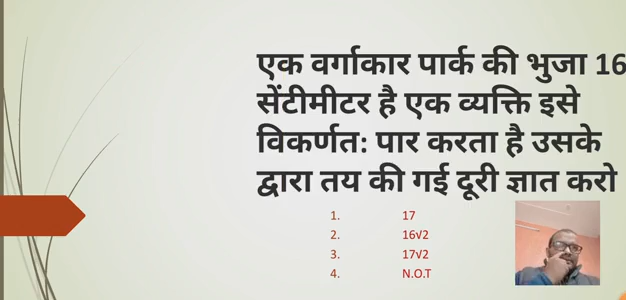 एक वर्गाकार पार्क की भुजा 16
सेंटीमीटर है एक व्यक्ति इसे
विकर्णत: पार करता है उसके
द्वारा तय की गई दूरी ज्ञात करो
1. 17
2. 16√2
3. 17√2
4. N.O.T